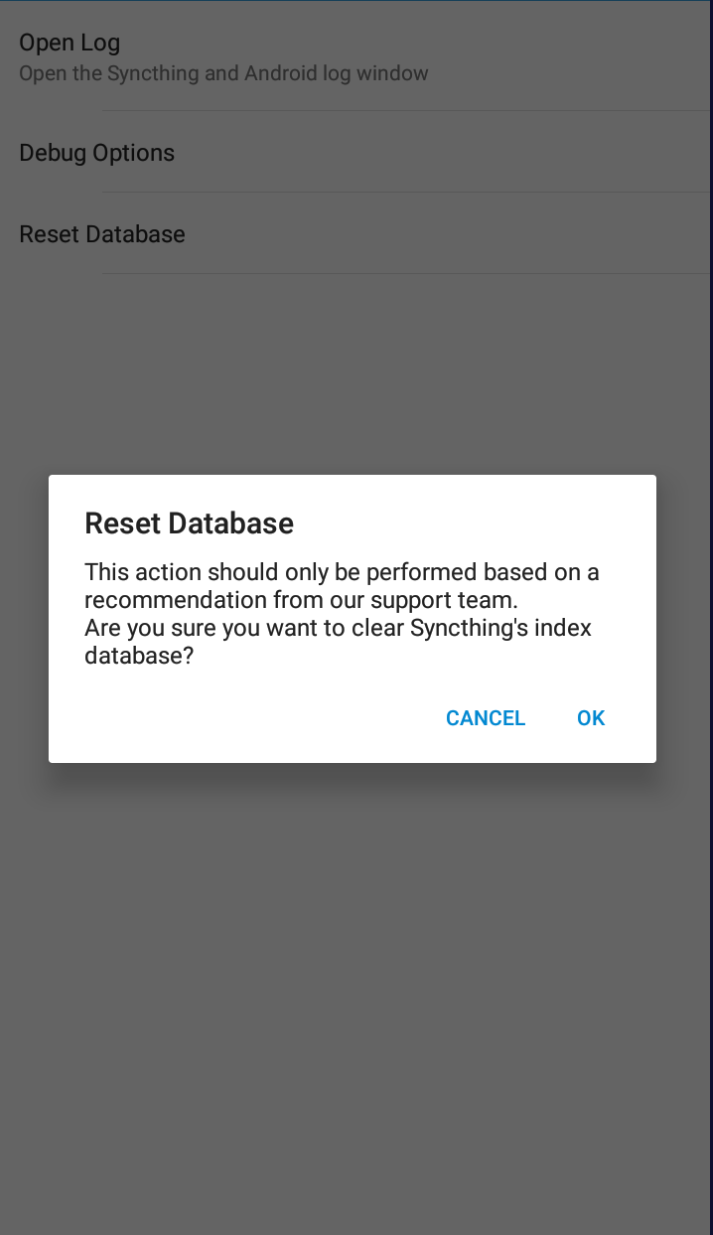 Open Log
Open the Syncthing and Android log window
Debug Options
Reset Database
Reset Database
This action should only be performed based on a
recommendation from our support team.
Are you sure you want to clear Syncthing's index
database?
CANCEL OK